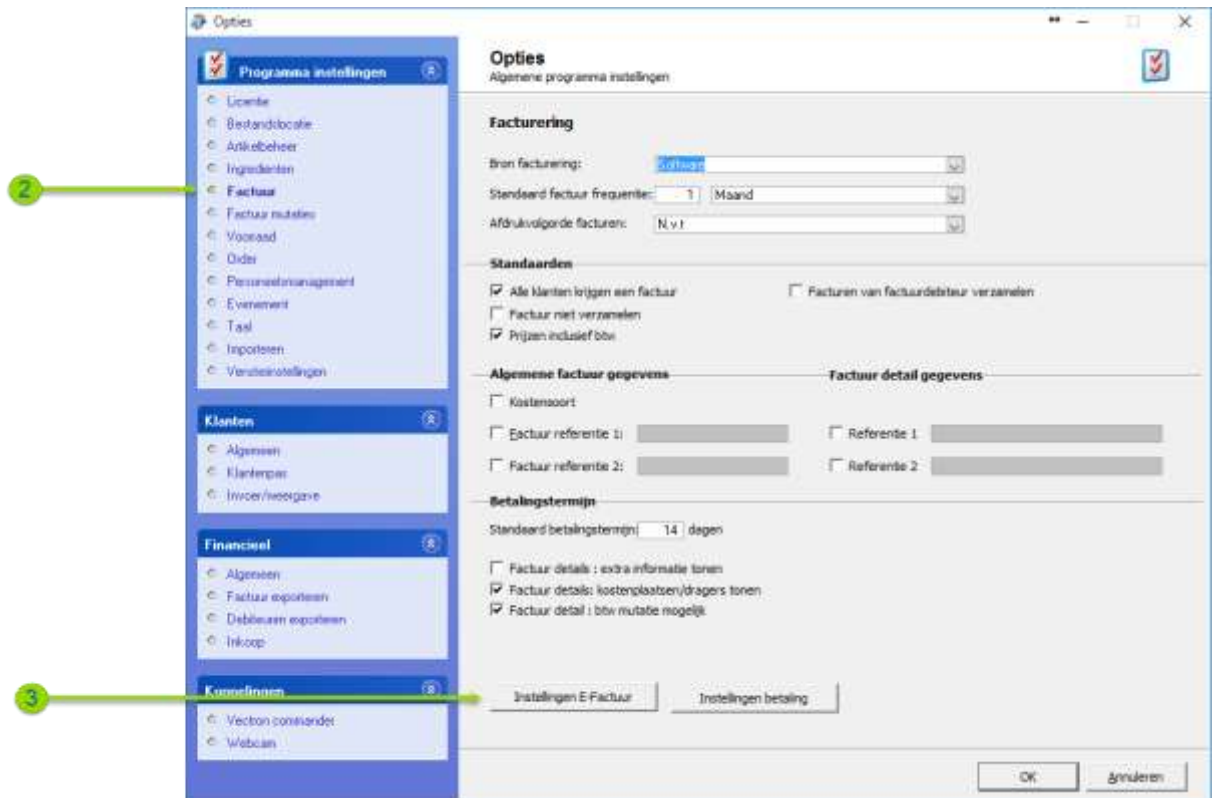 Opties
Programma instellingen
Licentie
Bestandslocatie
Artikelbeheer
Ingredienten
2
Factuur
Factuur mutaties
Voorraad
Order
Personeelsmanagement
Evenement
Taal
Importeren
Versieinstellingen
Klanten
Algemeen
Klantenpas
Invoer/weergave
Financieel
Algemeen
Factuur exporteren
Debiteuren exporteren
Inkoop
3
Koppelingen
Vectron commander
Webcam
Opties
Algemene programma instellingen
Facturering
Bron facturering: Software
Standaard factuur frequentie: 1 Maand
Afdrukvolgorde facturen: N.v.t
Standaarden
Alle klanten krijgen een factuur
Facturen van factuurdebiteur verzamelen
Factuur niet verzamelen
Prijzen inclusief btw
Algemene factuur gegevens
Factuur detail gegevens
Kostensoort
Factuur referentie 1:
Referentie 1
Factuur referentie 2:
Referentie 2
Betalingstermijn
Standaard betalingstermijn: 14 dagen
Factuur details : extra informatie tonen
Factuur details: kostenplaatsen/dragers tonen
Factuur detail : btw mutatie mogelijk
Instellingen E-Factuur
Instellingen betaling
OK
Annuleren